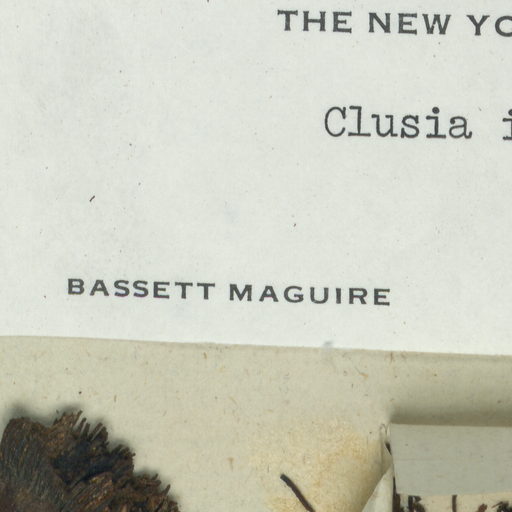 THE NEW YO
Clusia i
BASSETT MAGUIRE